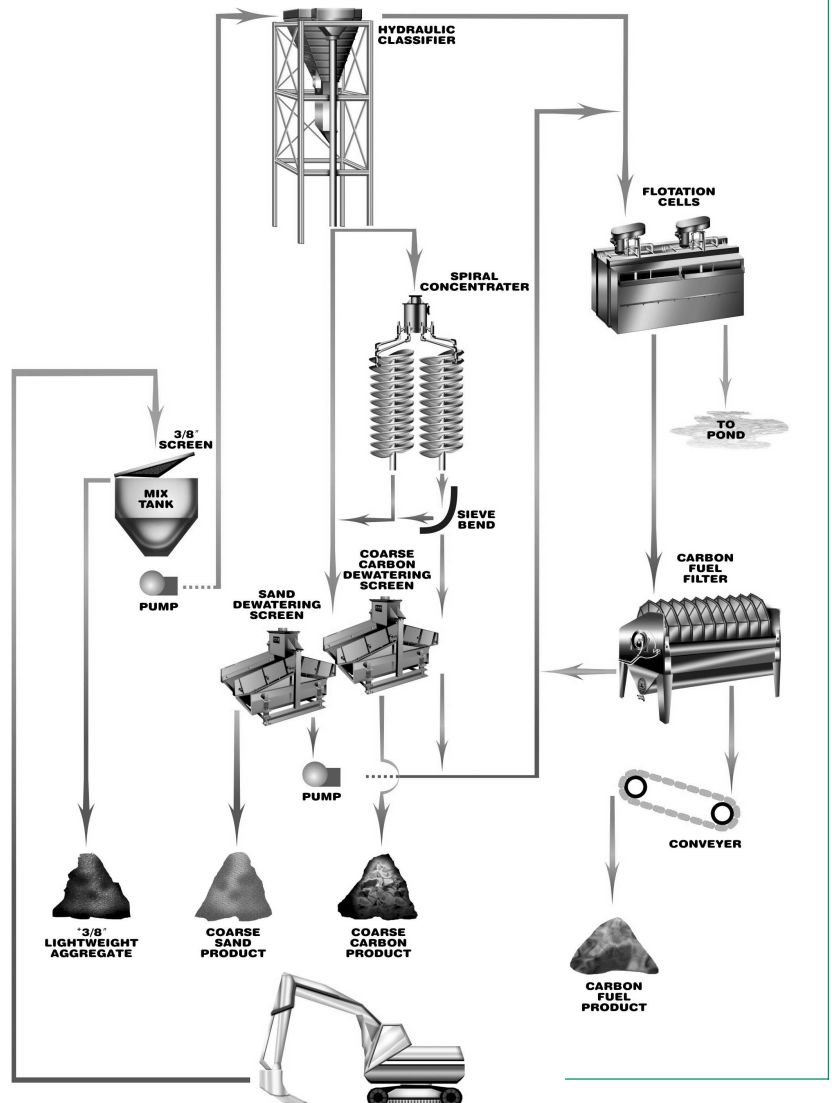 HYDRAULIC
CLASSIFIER
FLOTATION
CELLS
SPIRAL
CONCENTRATER
3/8"
SCREEN
MIX
TANK
TO
POND
SIEVE
BEND
PUMP
COARSE
CARBON
DEWATERING
SCREEN
SAND
DEWATERING
SCREEN
CARBON
FUEL
FILTER
PUMP
CONVEYER
+3/8"
LIGHTWEIGHT
AGGREGATE
COARSE
SAND
PRODUCT
COARSE
CARBON
PRODUCT
CARBON
FUEL
PRODUCT